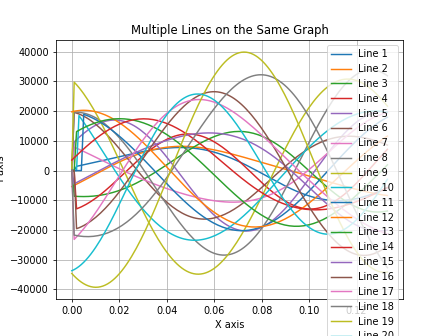 Multiple Lines on the Same Graph
40000
30000
20000
10000
0
−10000
−20000
−30000
−40000
0.00 0.02 0.04 0.06 0.08 0.10
X axis
Line 1
Line 2
Line 3
Line 4
Line 5
Line 6
Line 7
Line 8
Line 9
Line 10
Line 11
Line 12
Line 13
Line 14
Line 15
Line 16
Line 17
Line 18
Line 19
Line 20